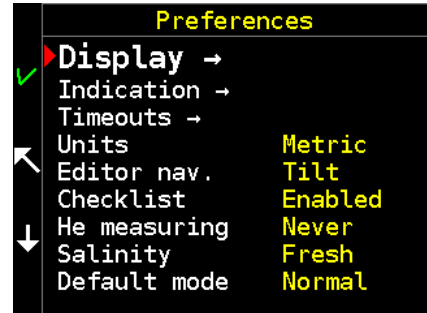 Preferences
Display →
Indication →
Timeouts →
Units Metric
Editor nav. Tilt
Checklist Enabled
He measuring Never
Salinity Fresh
Default mode Normal